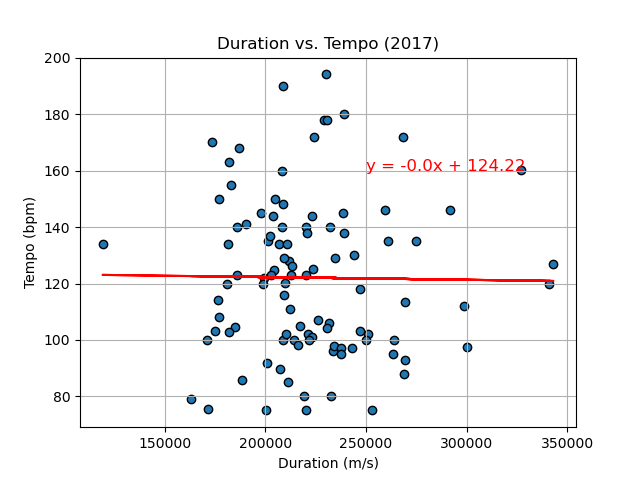 Duration vs. Tempo (2017)
200
180
160
140
120
100
80
y = -0.0x + 124.22
Tempo (bpm)
150000 200000 250000 300000 350000
Duration (m/s)